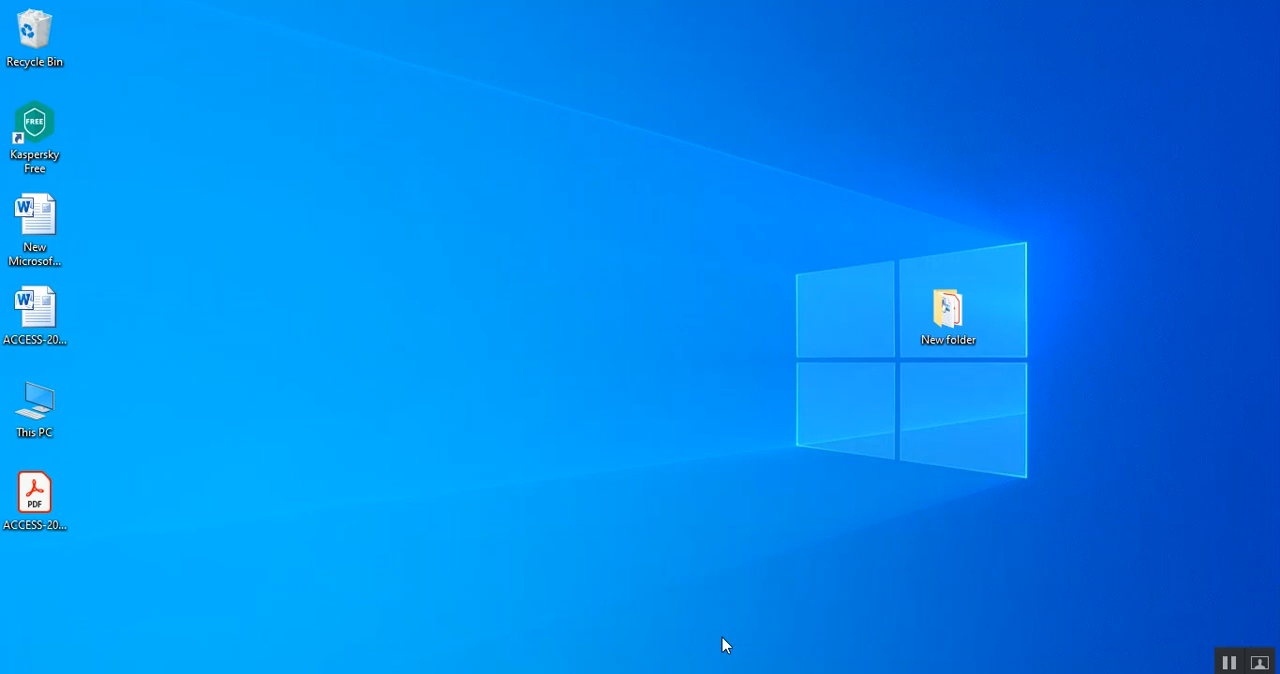 Recycle Bin
FREE
Kaspersky
Free
W
New
Microsof...
W
ACCESS-20...
This PC
PDF
ACCESS-20...
New folder